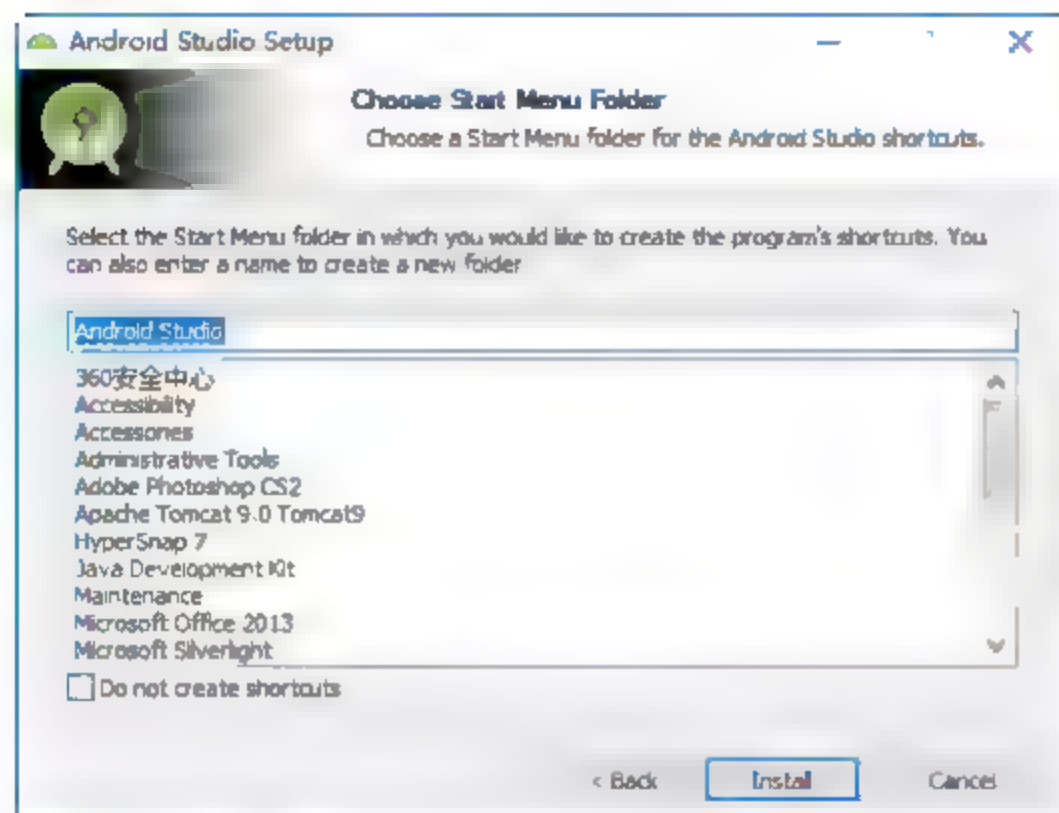 Android Studio Setup
Choose Start Menu Folder
Choose a Start Menu folder for the Android Studio shortcuts.
Select the Start Menu folder in which you would like to create the program's shortcuts. You
can also enter a name to create a new folder
Android Studio
360安全中心
Accessibility
Accessories
Administrative Tools
Adobe Photoshop CS2
Apache Tomcat 9.0 Tomcat9
HyperSnap 7
Java Development Kit
Maintenance
Microsoft Office 2013
Microsoft Silverlight
Do not create shortcuts
< Back
Install
Cancel